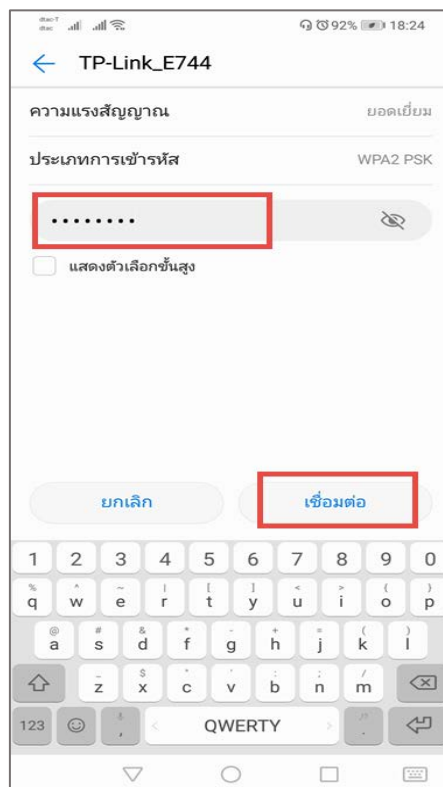 dtac-T
dtac 92% 18:24
TP-Link_E744
ความแรงสัญญาณ ยอดเยี่ยม
ประเภทการเข้ารหัส WPA2 PSK
••••••••
แสดงตัวเลือกขั้นสูง
ยกเลิก เชื่อมต่อ
1 2 3 4 5 6 7 8 9 0
q w e r t y u i o p
a s d f g h j k l
z x c v b n m
123 , QWERTY .